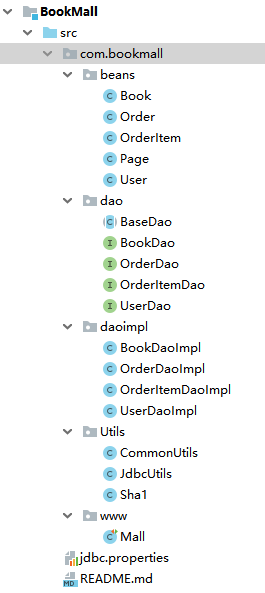 BookMall
src
com.bookmall
beans
Book
Order
OrderItem
Page
User
dao
BaseDao
BookDao
OrderDao
OrderItemDao
UserDao
daoimpl
BookDaoImpl
OrderDaoImpl
OrderItemDaoImpl
UserDaoImpl
Utils
CommonUtils
JdbcUtils
Sha1
www
Mall
jdbc.properties
README.md